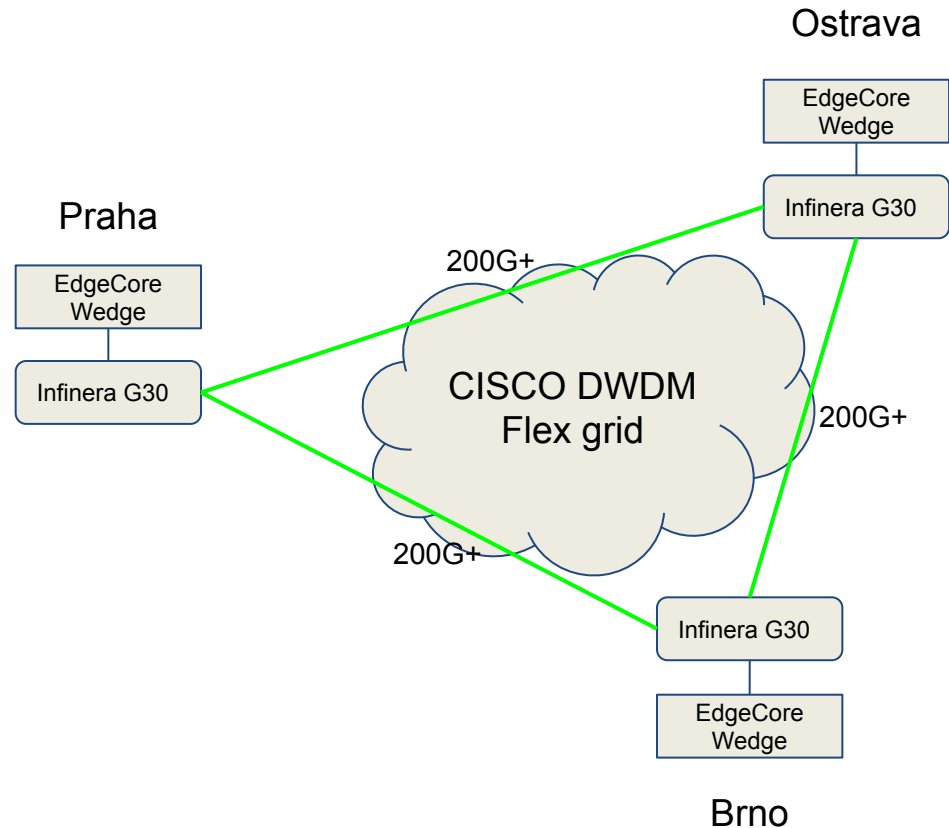 Ostrava
EdgeCore
Wedge
Infinera G30
Praha
EdgeCore
Wedge
Infinera G30
200G+
CISCO DWDM
Flex grid
200G+
200G+
Infinera G30
EdgeCore
Wedge
Brno